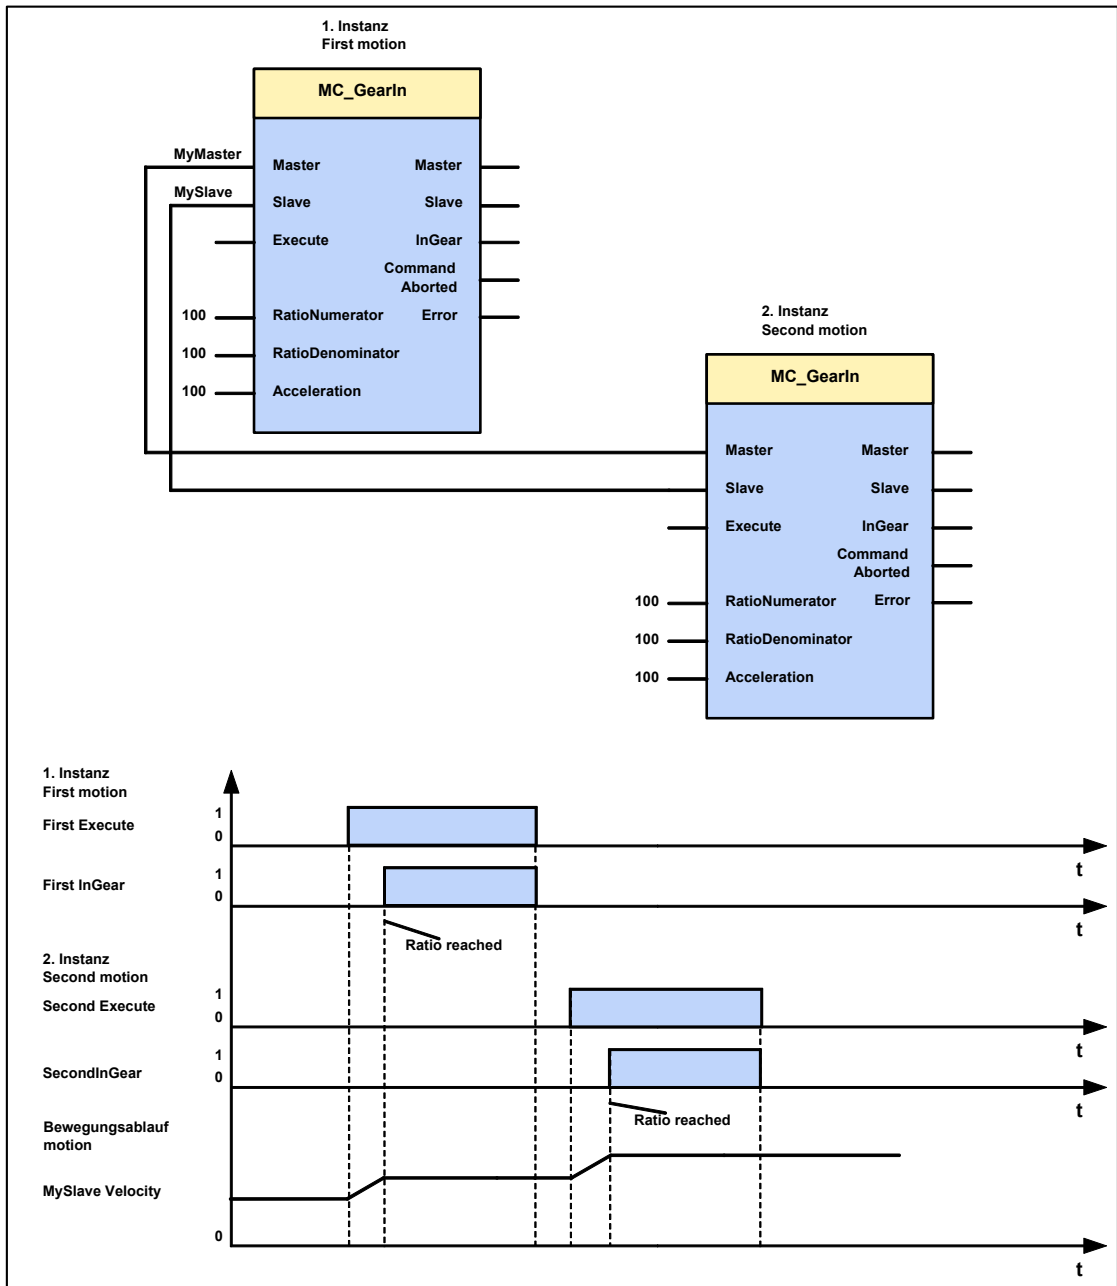 1. Instanz
First motion
MC_GearIn
MyMaster
Master Master
MySlave
Slave Slave
Execute InGear
Command
Aborted
100 RatioNumerator Error
100 RatioDenominator
100 Acceleration
2. Instanz
Second motion
MC_GearIn
Master Master
Slave Slave
Execute InGear
Command
Aborted
100 RatioNumerator Error
100 RatioDenominator
100 Acceleration
1. Instanz
First motion
First Execute
1
0
t
First InGear
1
0
t
Ratio reached
2. Instanz
Second motion
Second Execute
1
0
t
SecondInGear
1
0
t
Ratio reached
Bewegungsablauf
motion
MySlave Velocity
0
t